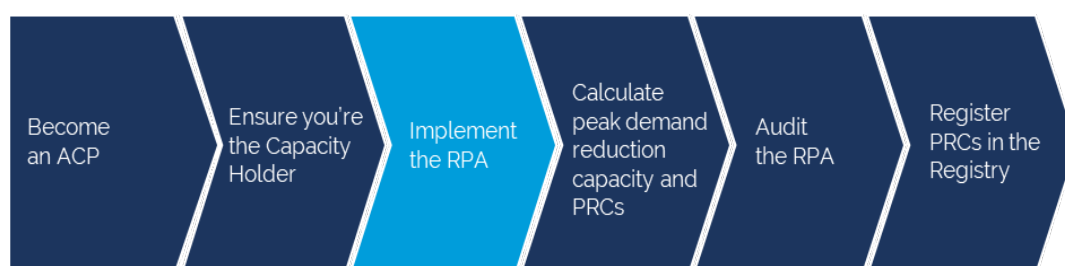 Become
an ACP
Ensure you're
the Capacity
Holder
Implement
the RPA
Calculate
peak demand
reduction
capacity and
PRCs
Audit
the RPA
Register
PRCs in the
Registry